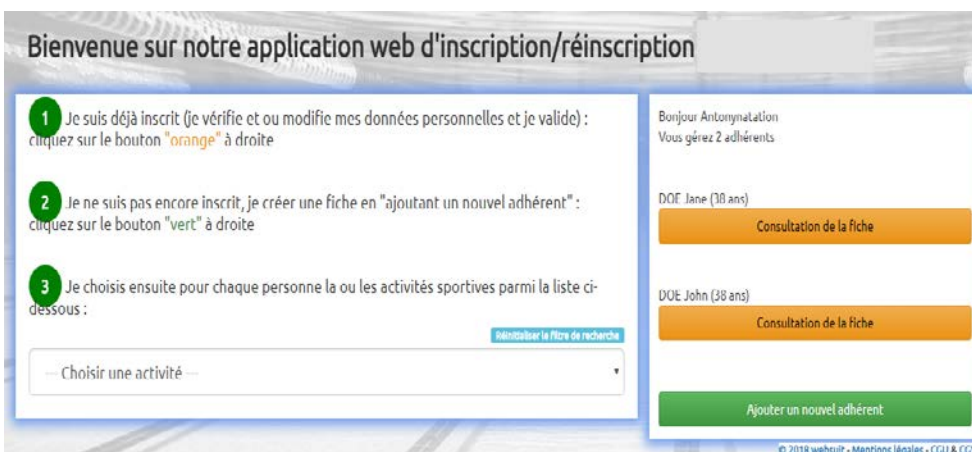 Bienvenue sur notre application web d'inscription/réinscription
1 Je suis déjà inscrit (je vérifie et ou modifie mes données personnelles et je valide) :
cliquez sur le bouton "orange" à droite
2 Je ne suis pas encore inscrit, je créer une fiche en "ajoutant un nouvel adhérent" :
cliquez sur le bouton "vert" à droite
3 Je choisis ensuite pour chaque personne la ou les activités sportives parmi la liste ci-
dessous :
Réinitialiser le filtre de recherche
--- Choisir une activité ---
Bonjour Antonynatation
Vous gérez 2 adhérents
DOE Jane (38 ans)
Consultation de la fiche
DOE John (38 ans)
Consultation de la fiche
Ajouter un nouvel adhérent
© 2018 websuit - Mentions légales - CGU & CG